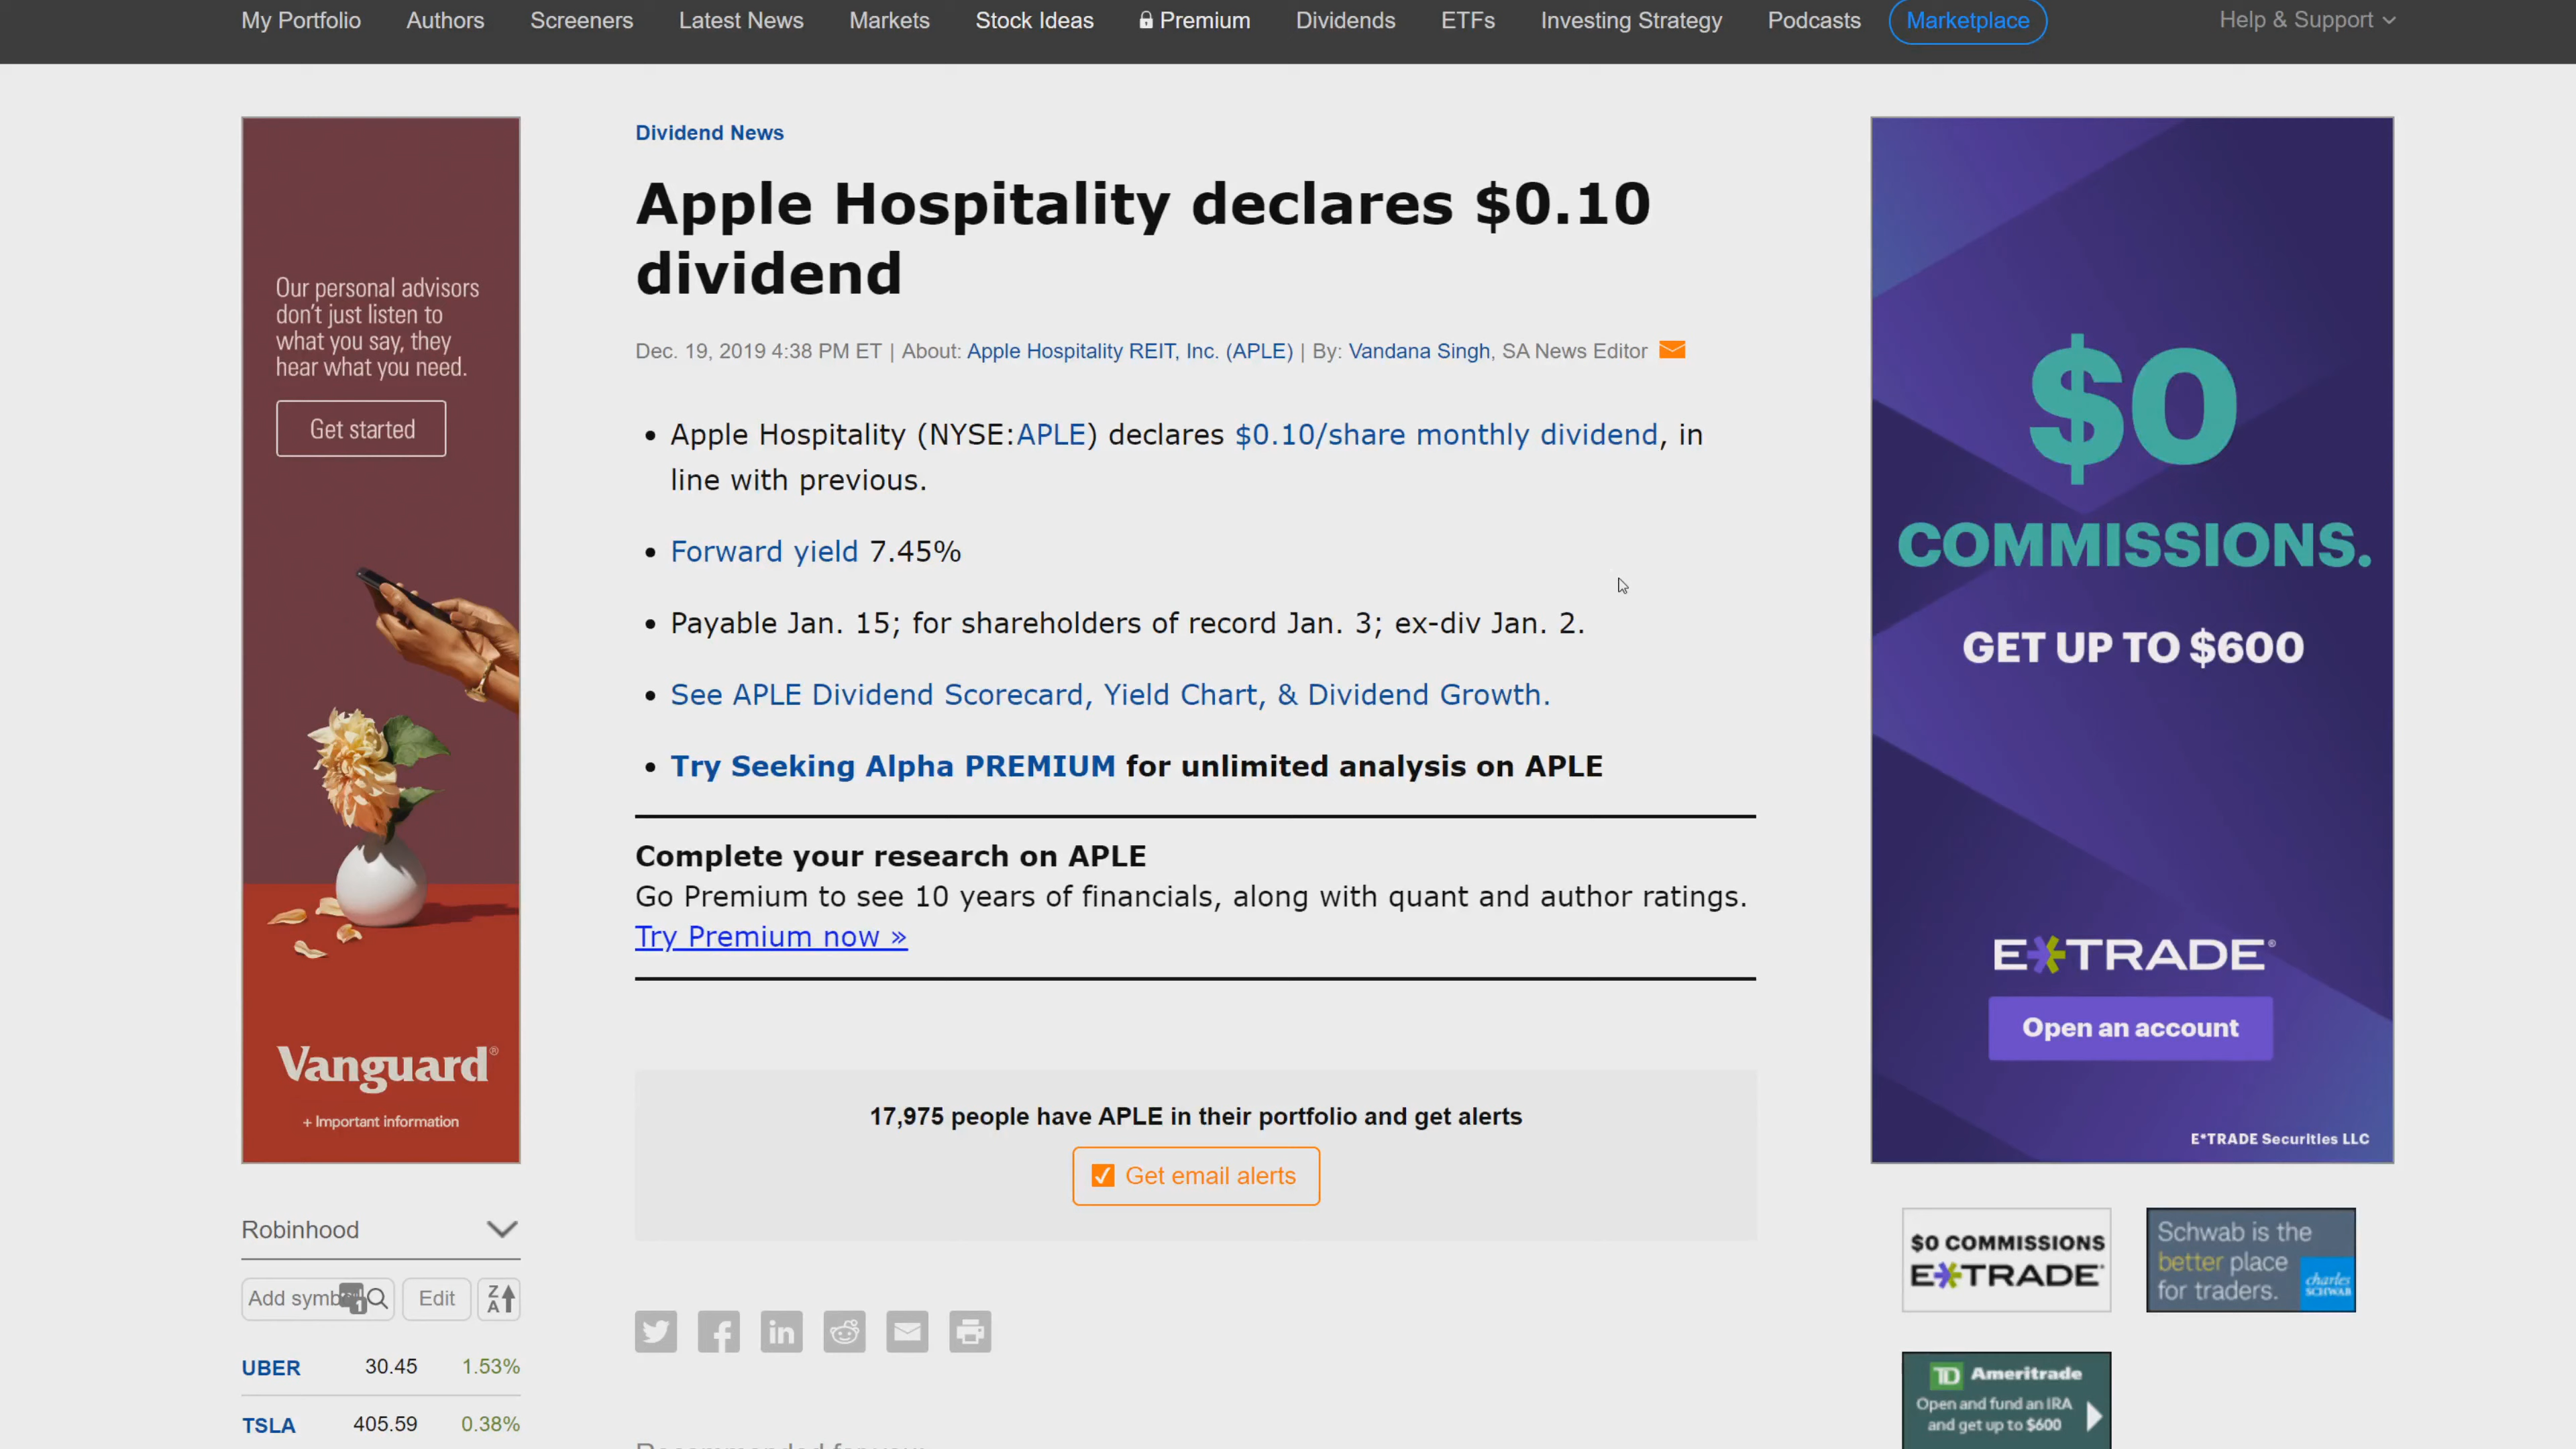 My Portfolio Authors Screeners Latest News Markets Stock Ideas Premium Dividends ETFs Investing Strategy Podcasts Marketplace Help & Support
Dividend News
Apple Hospitality declares $0.10
dividend
Dec. 19, 2019 4:38 PM ET | About: Apple Hospitality REIT, Inc. (APLE) | By: Vandana Singh, SA News Editor
• Apple Hospitality (NYSE:APLE) declares $0.10/share monthly dividend, in
line with previous.
• Forward yield 7.45%
• Payable Jan. 15; for shareholders of record Jan. 3; ex-div Jan. 2.
• See APLE Dividend Scorecard, Yield Chart, & Dividend Growth.
• Try Seeking Alpha PREMIUM for unlimited analysis on APLE
Complete your research on APLE
Go Premium to see 10 years of financials, along with quant and author ratings.
Try Premium now »
17,975 people have APLE in their portfolio and get alerts
Get email alerts
Our personal advisors
don't just listen to
what you say, they
hear what you need.
Get started
Vanguard®
+ Important information
Robinhood
Add symb
1
Edit
Z
A
UBER 30.45 1.53%
TSLA 405.59 0.38%
$0
COMMISSIONS.
GET UP TO $600
E*TRADE®
Open an account
E*TRADE Securities LLC
$0 COMMISSIONS
E*TRADE
Schwab is the
better place
for traders.
charles
SCHWAB
TD Ameritrade
Open and fund an IRA
and get up to $600